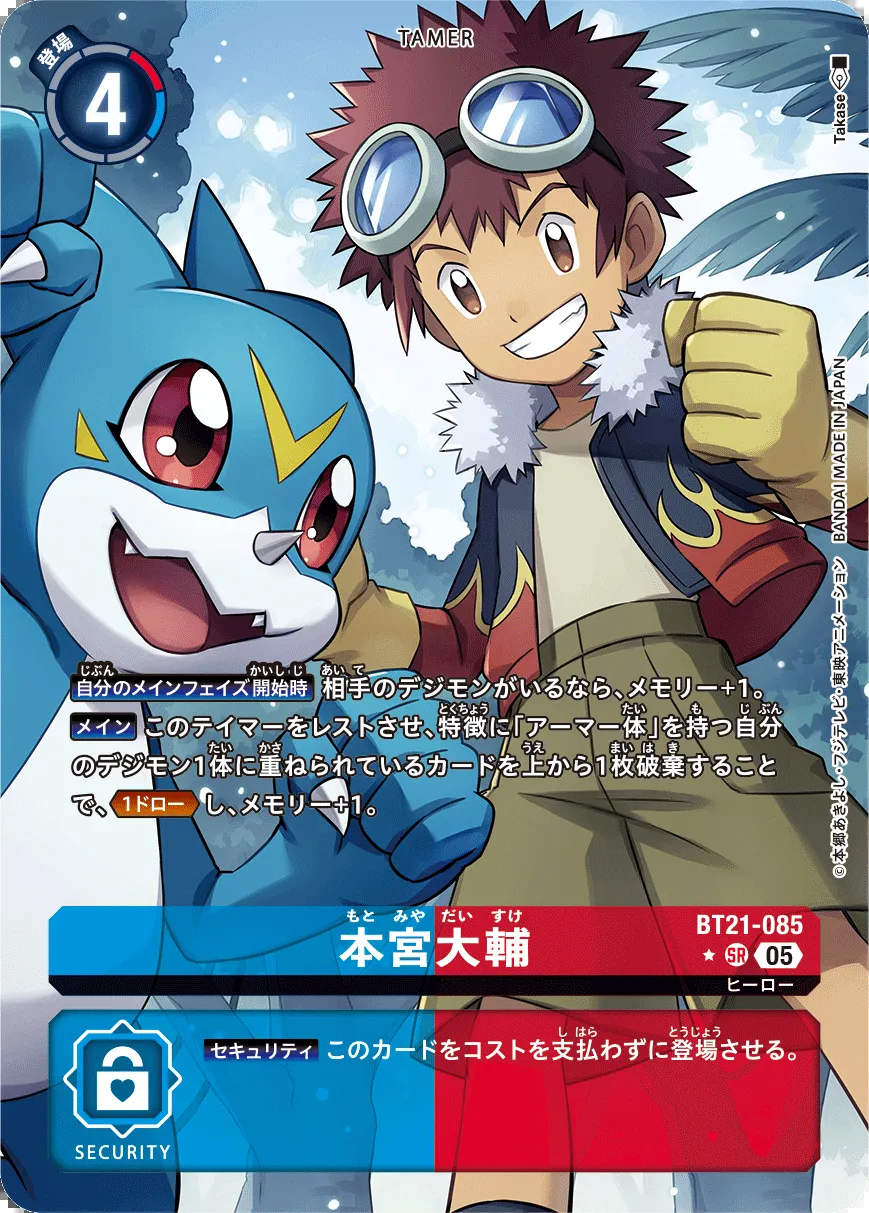 TAMER
登場
4
Takase
自分のメインフェイズ開始時 相手のデジモンがいるなら、メモリー+1。
メイン このテイマーをレストさせ、特徴に「アーマー体」を持つ自分
のデジモン1体に重ねられているカードを上から1枚破棄すること
で、1ドロー し、メモリー+1。
©本郷あきよし・フジテレビ・東映アニメーション BANDAI MADE IN JAPAN
もと みや だい すけ
本宮大輔
BT21-085
SR 05
ヒーロー
セキュリティ このカードをコストを支払わずに登場させる。
SECURITY